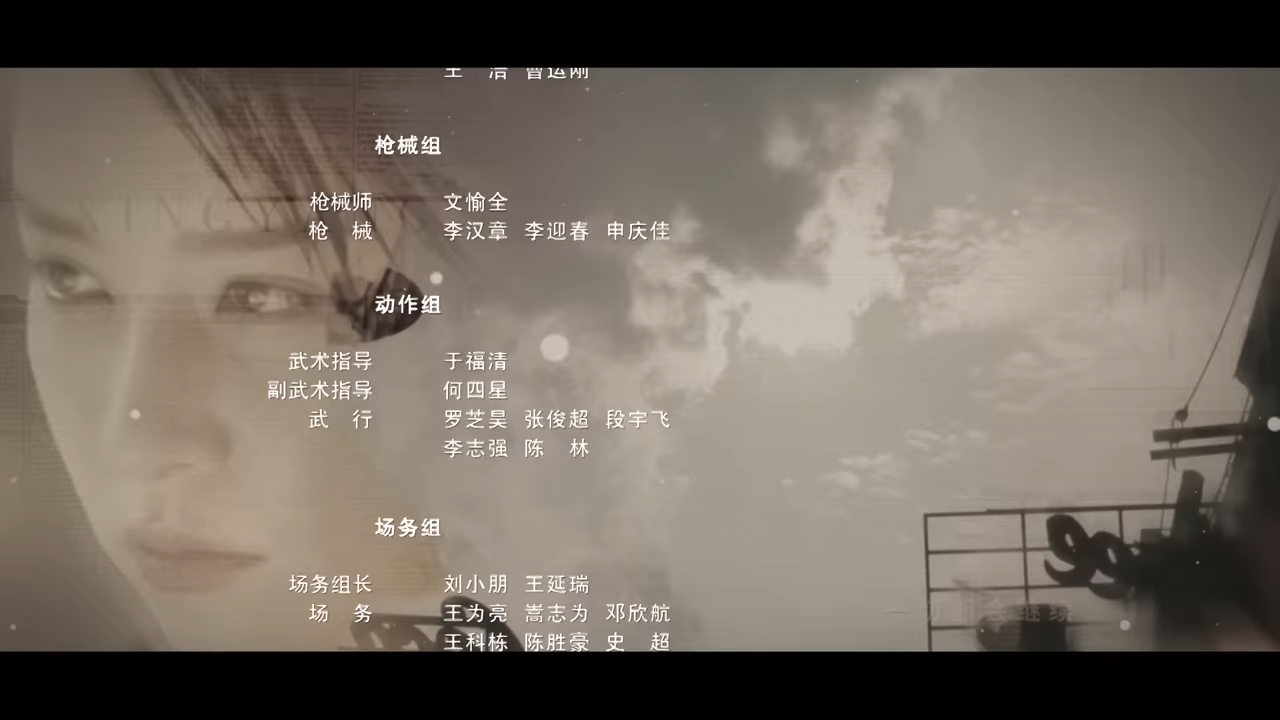 枪械组
枪械师 文愉全
枪 械 李汉章 李迎春 申庆佳
动作组
武术指导 于福清
副武术指导 何四星
武 行 罗芝昊 张俊超 段宇飞
李志强 陈 林
场务组
场务组长 刘小朋 王延瑞
场 务 王为亮 嵩志为 邓欣航
王科栋 陈胜豪 史 超